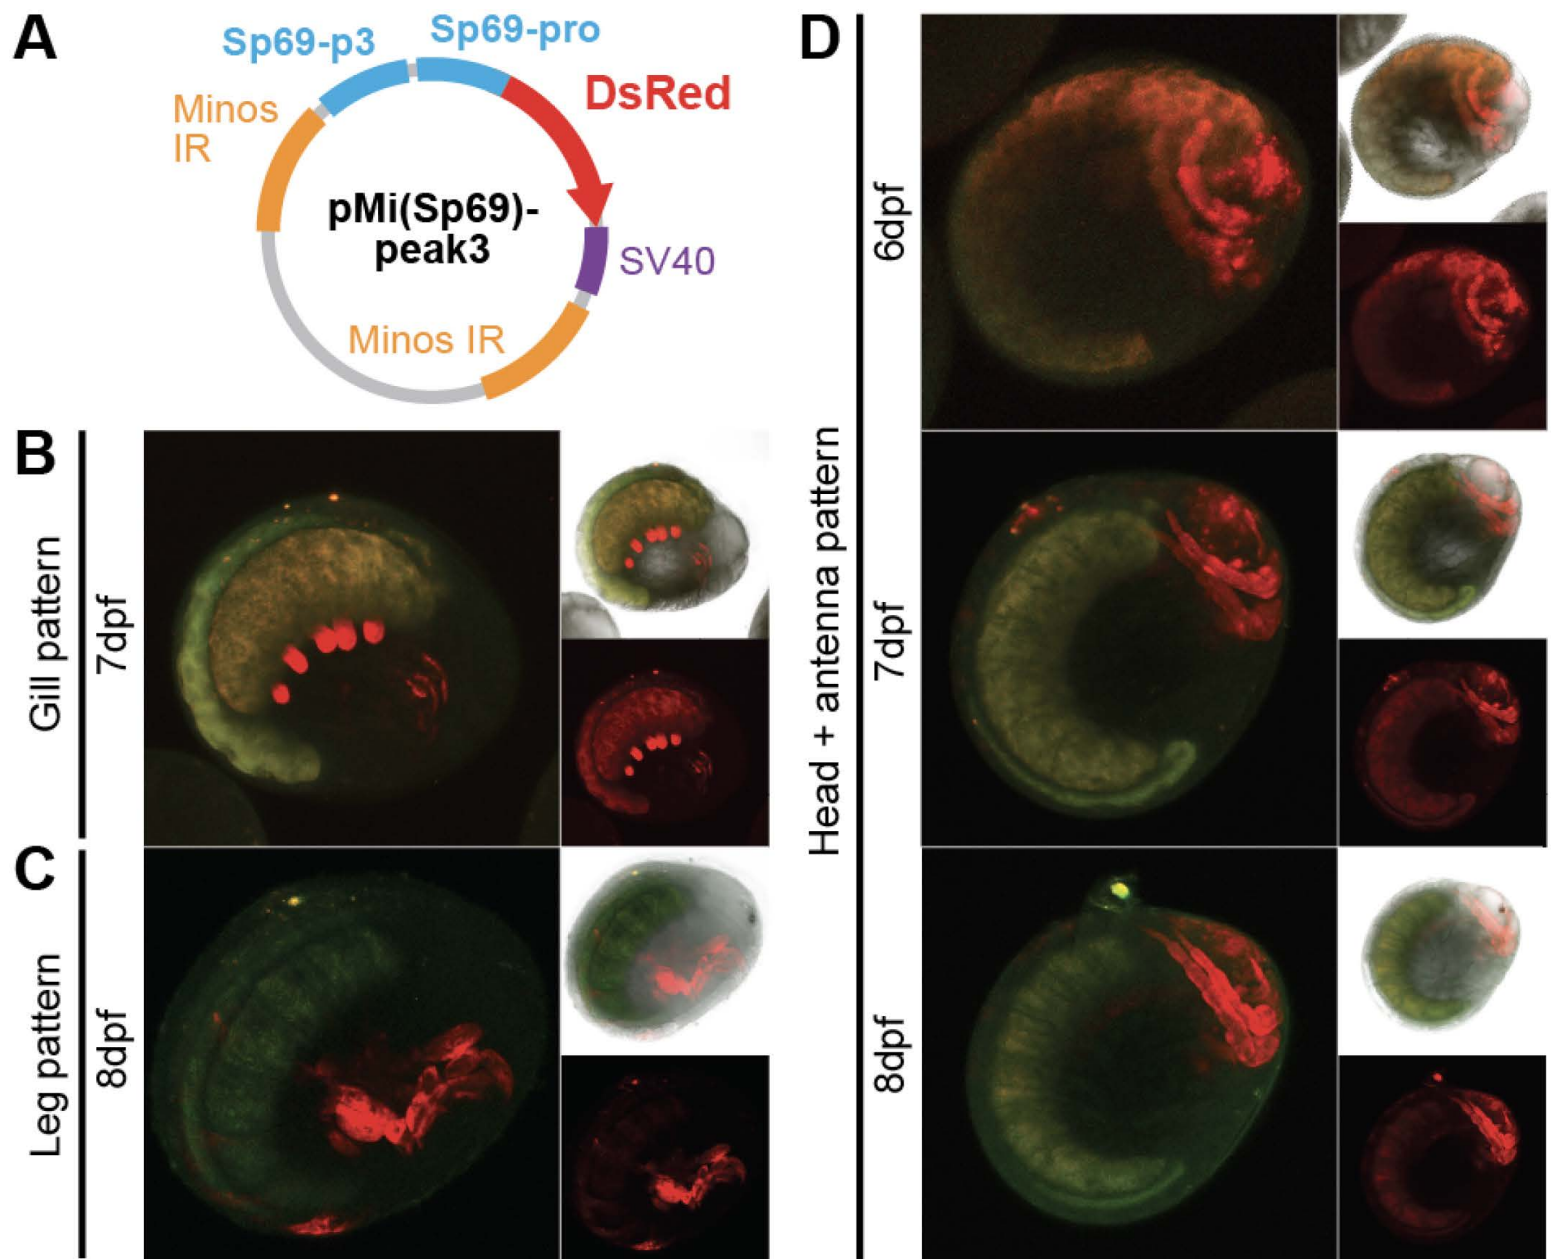 A
Sp69-p3
Sp69-pro
DsRed
Minos
IR
pMi(Sp69)-
peak3
SV40
Minos IR
B
Gill pattern
7dpf
C
Leg pattern
8dpf
D
Head + antenna pattern
6dpf
7dpf
8dpf